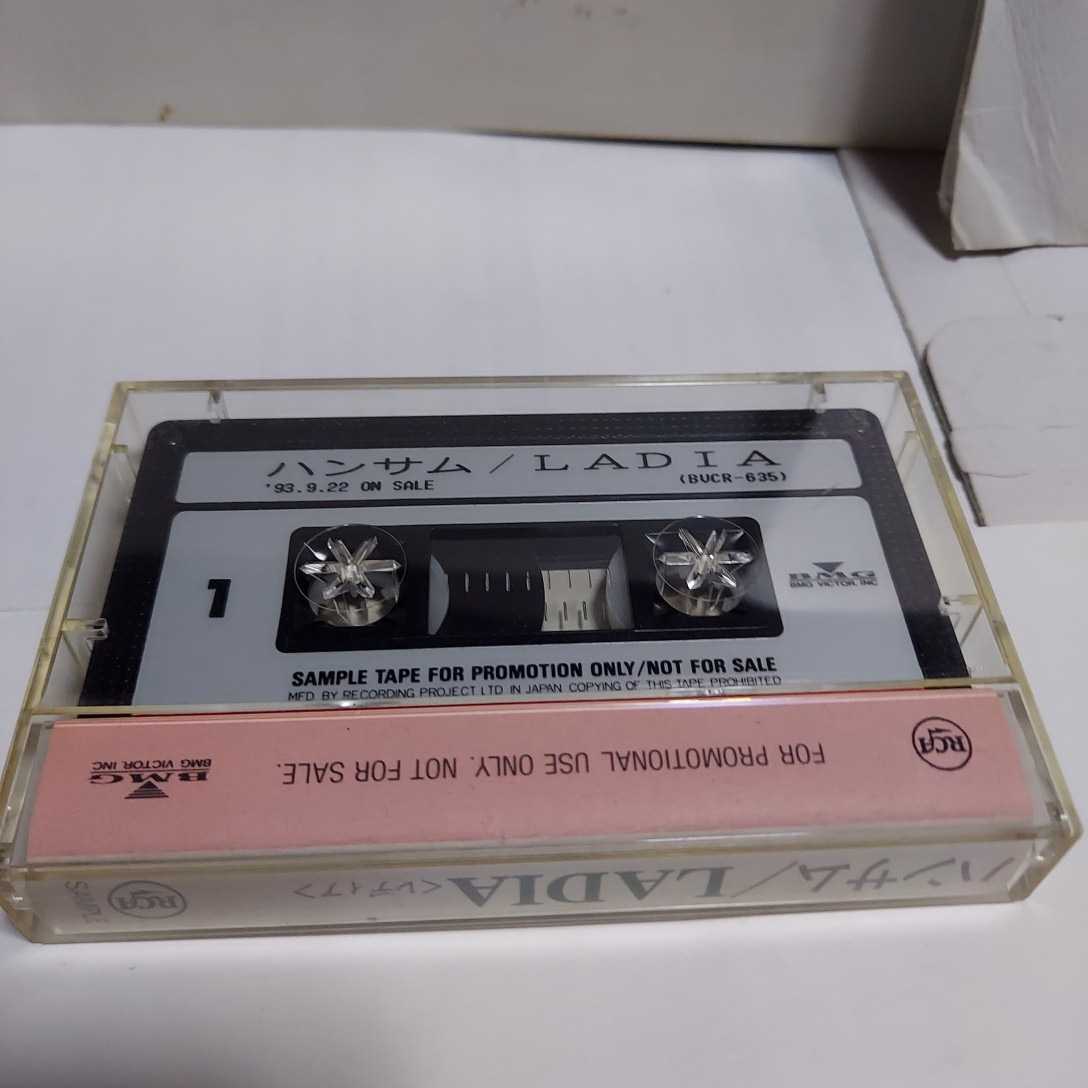 ハンサム／LADIA
'93.9.22 ON SALE (BVCR-635)
1
BMG
BMG VICTOR, INC
SAMPLE TAPE FOR PROMOTION ONLY/NOT FOR SALE
MFD. BY RECORDING PROJECT LTD IN JAPAN COPYING OF THIS TAPE PROHIBITED
RCA
FOR PROMOTIONAL USE ONLY. NOT FOR SALE.
BMG
BMG VICTOR, INC
ハンサム／LADIA＜レディア＞
RCA
SAMPLE